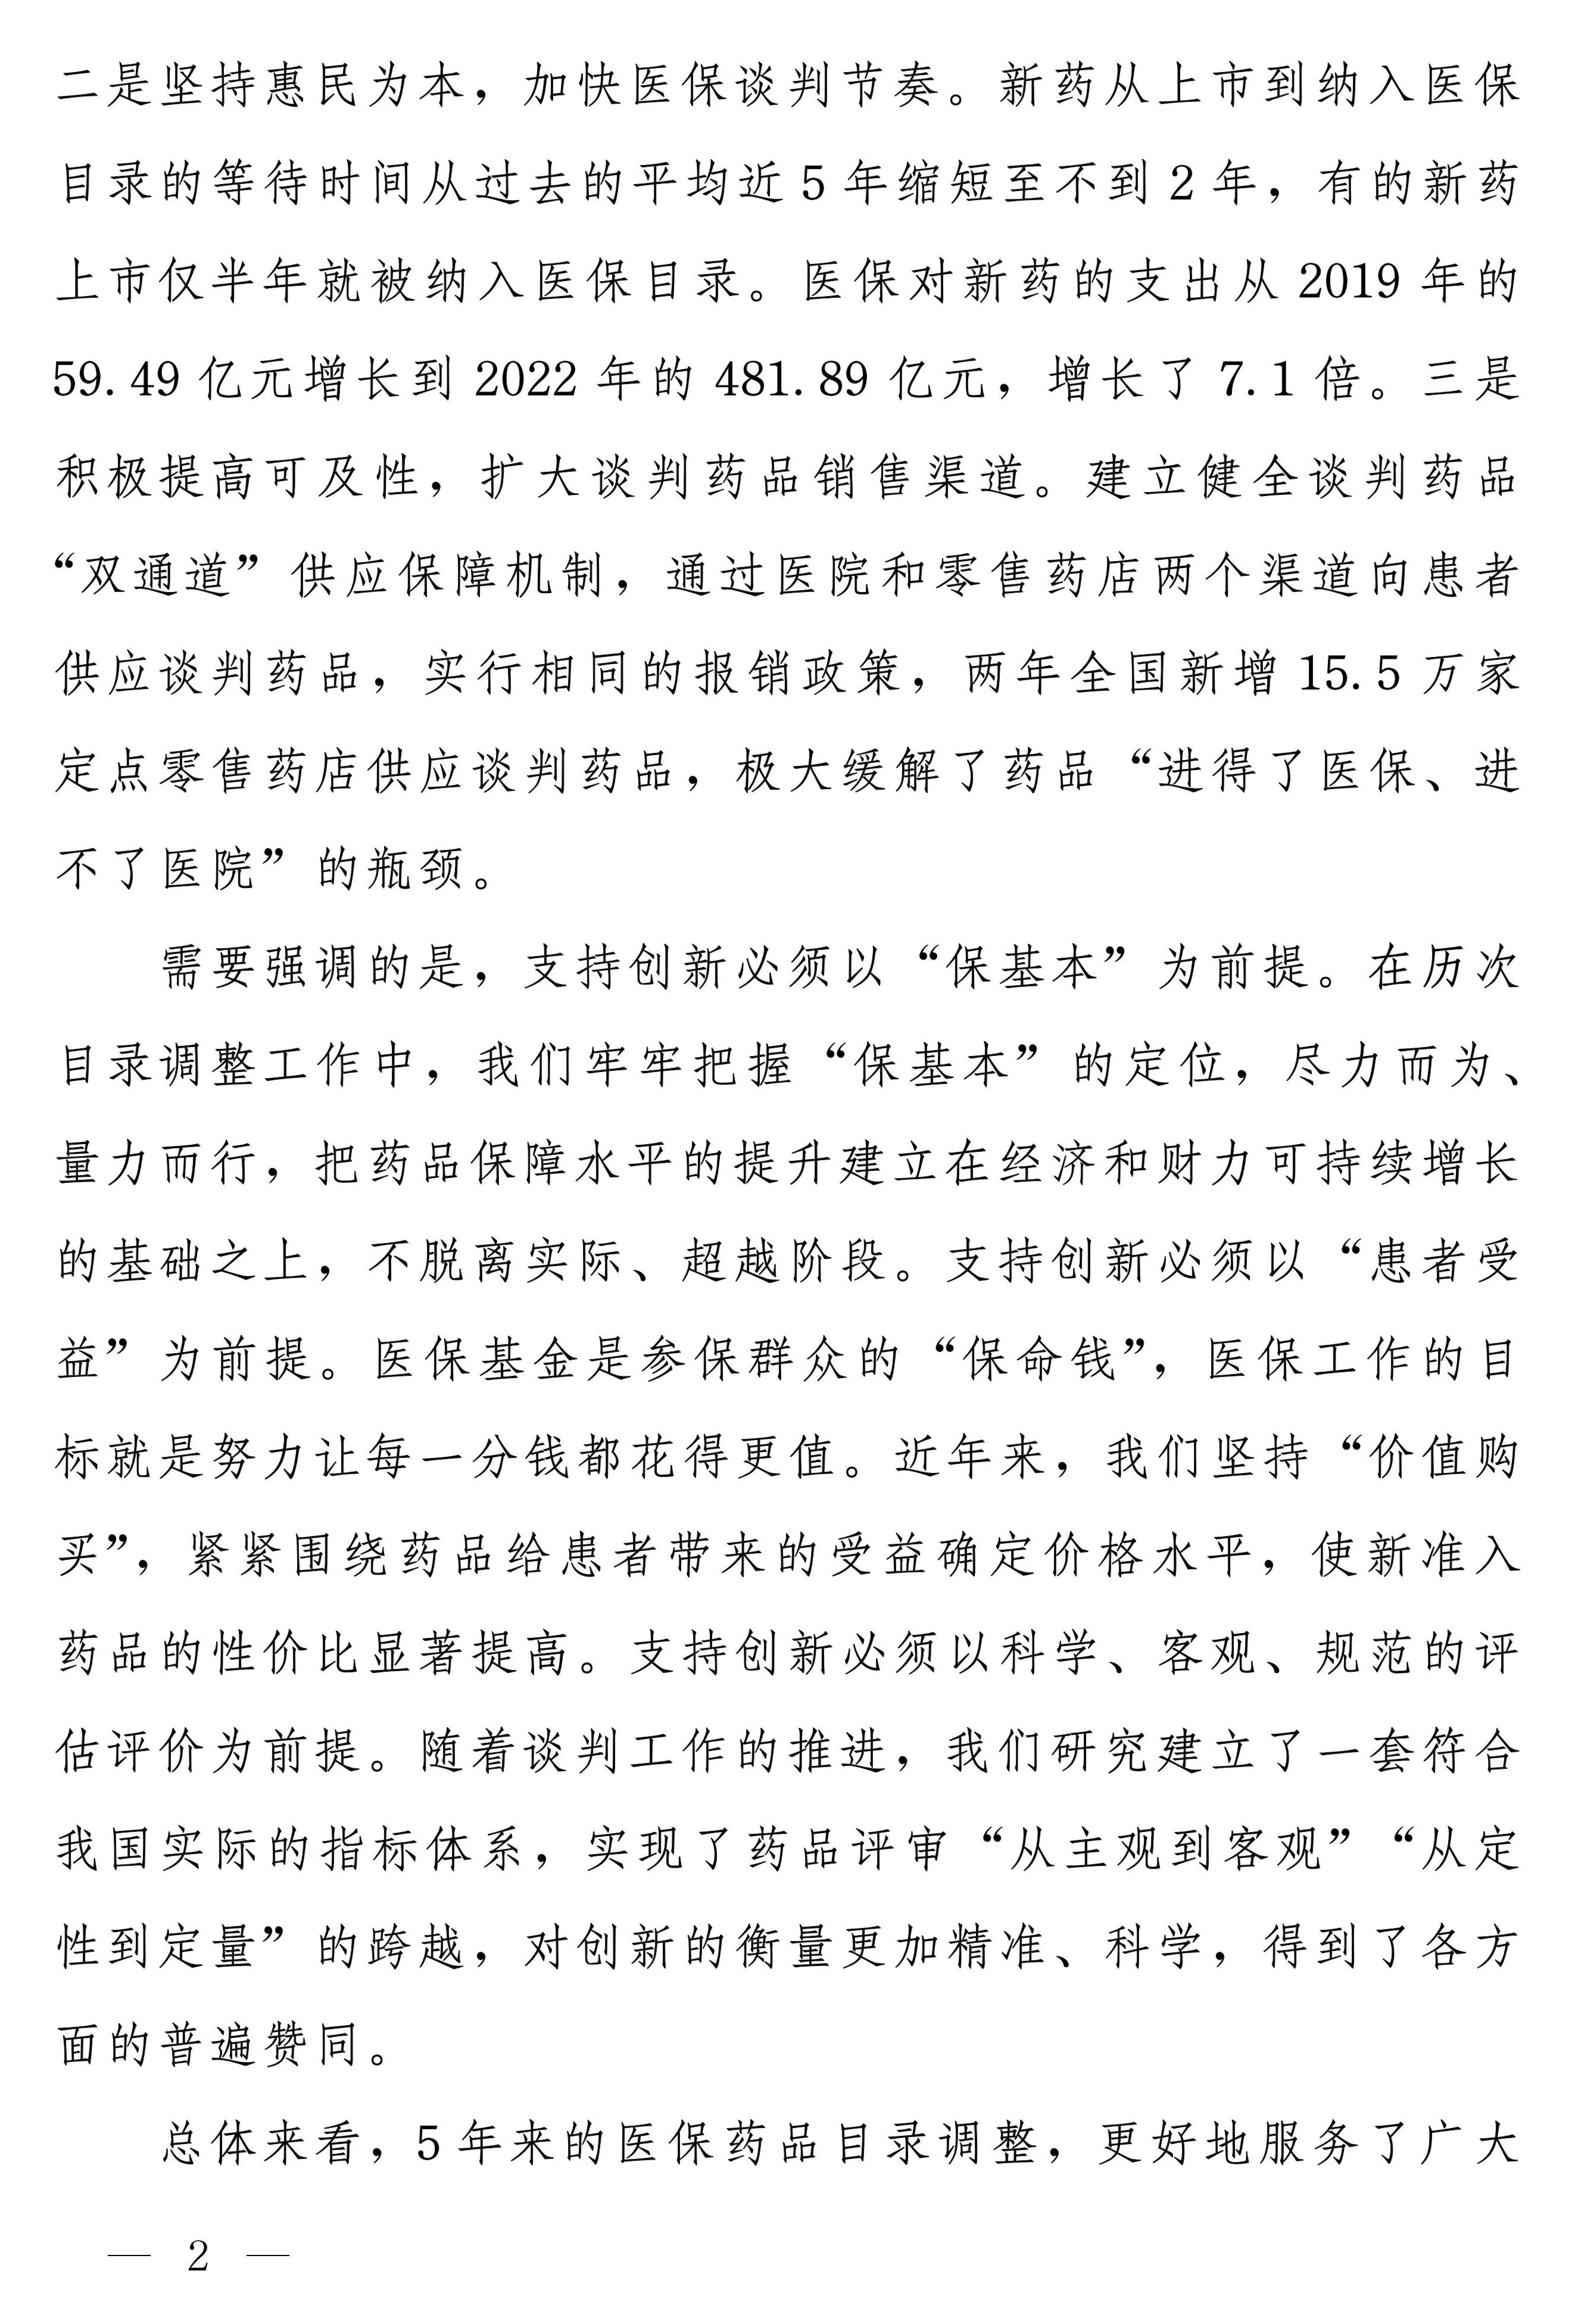 二是坚持惠民为本，加快医保谈判节奏。新药从上市到纳入医保
目录的等待时间从过去的平均近 5 年缩短至不到 2 年，有的新药
上市仅半年就被纳入医保目录。医保对新药的支出从 2019 年的
59.49 亿元增长到 2022 年的 481.89 亿元，增长了 7.1 倍。三是
积极提高可及性，扩大谈判药品销售渠道。建立健全谈判药品
“双通道”供应保障机制，通过医院和零售药店两个渠道向患者
供应谈判药品，实行相同的报销政策，两年全国新增 15.5 万家
定点零售药店供应谈判药品，极大缓解了药品“进得了医保、进
不了医院”的瓶颈。
需要强调的是，支持创新必须以“保基本”为前提。在历次
目录调整工作中，我们牢牢把握“保基本”的定位，尽力而为、
量力而行，把药品保障水平的提升建立在经济和财力可持续增长
的基础之上，不脱离实际、超越阶段。支持创新必须以“患者受
益”为前提。医保基金是参保群众的“保命钱”，医保工作的目
标就是努力让每一分钱都花得更值。近年来，我们坚持“价值购
买”，紧紧围绕药品给患者带来的受益确定价格水平，使新准入
药品的性价比显著提高。支持创新必须以科学、客观、规范的评
估评价为前提。随着谈判工作的推进，我们研究建立了一套符合
我国实际的指标体系，实现了药品评审“从主观到客观”“从定
性到定量”的跨越，对创新的衡量更加精准、科学，得到了各方
面的普遍赞同。
总体来看，5 年来的医保药品目录调整，更好地服务了广大
— 2 —